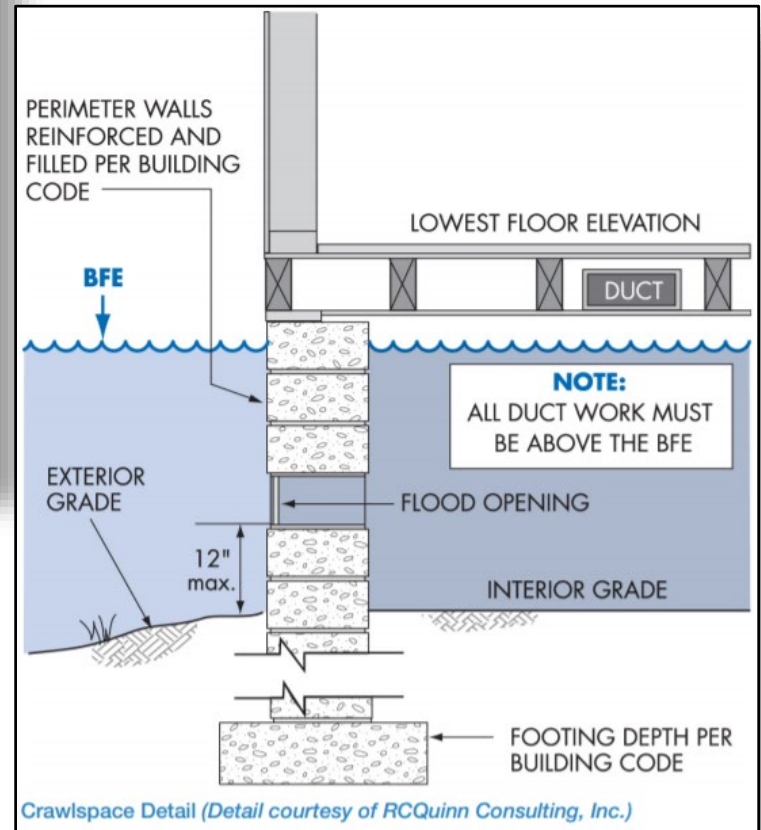 PERIMETER WALLS
REINFORCED AND
FILLED PER BUILDING
CODE
LOWEST FLOOR ELEVATION
BFE
DUCT
NOTE:
ALL DUCT WORK MUST
BE ABOVE THE BFE
EXTERIOR
GRADE
FLOOD OPENING
12"
max.
INTERIOR GRADE
FOOTING DEPTH PER
BUILDING CODE
Crawlspace Detail (Detail courtesy of RCQuinn Consulting, Inc.)